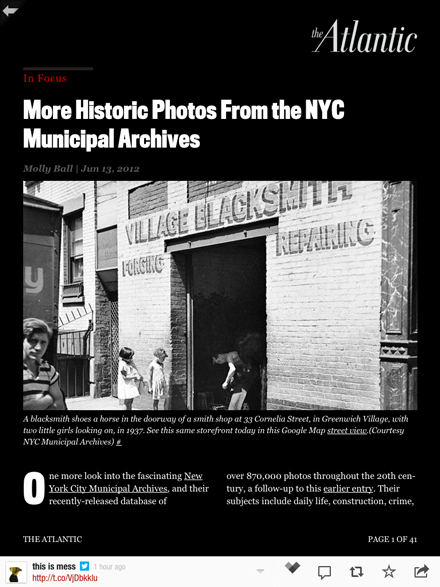 the Atlantic
In Focus
More Historic Photos From the NYC
Municipal Archives
Molly Ball | Jun 13, 2012
VILLAGE BLACKSMITH
FORGING
REPAIRING
y
A blacksmith shoes a horse in the doorway of a smith shop at 33 Cornelia Street, in Greenwich Village, with
two little girls looking on, in 1937. See this same storefront today in this Google Map street view.(Courtesy
NYC Municipal Archives) #
One more look into the fascinating New
York City Municipal Archives, and their
recently-released database of
over 870,000 photos throughout the 20th cen-
tury, a follow-up to this earlier entry. Their
subjects include daily life, construction, crime,
THE ATLANTIC
PAGE 1 OF 41
this is mess 1 hour ago
http://t.co/VjDbkklu